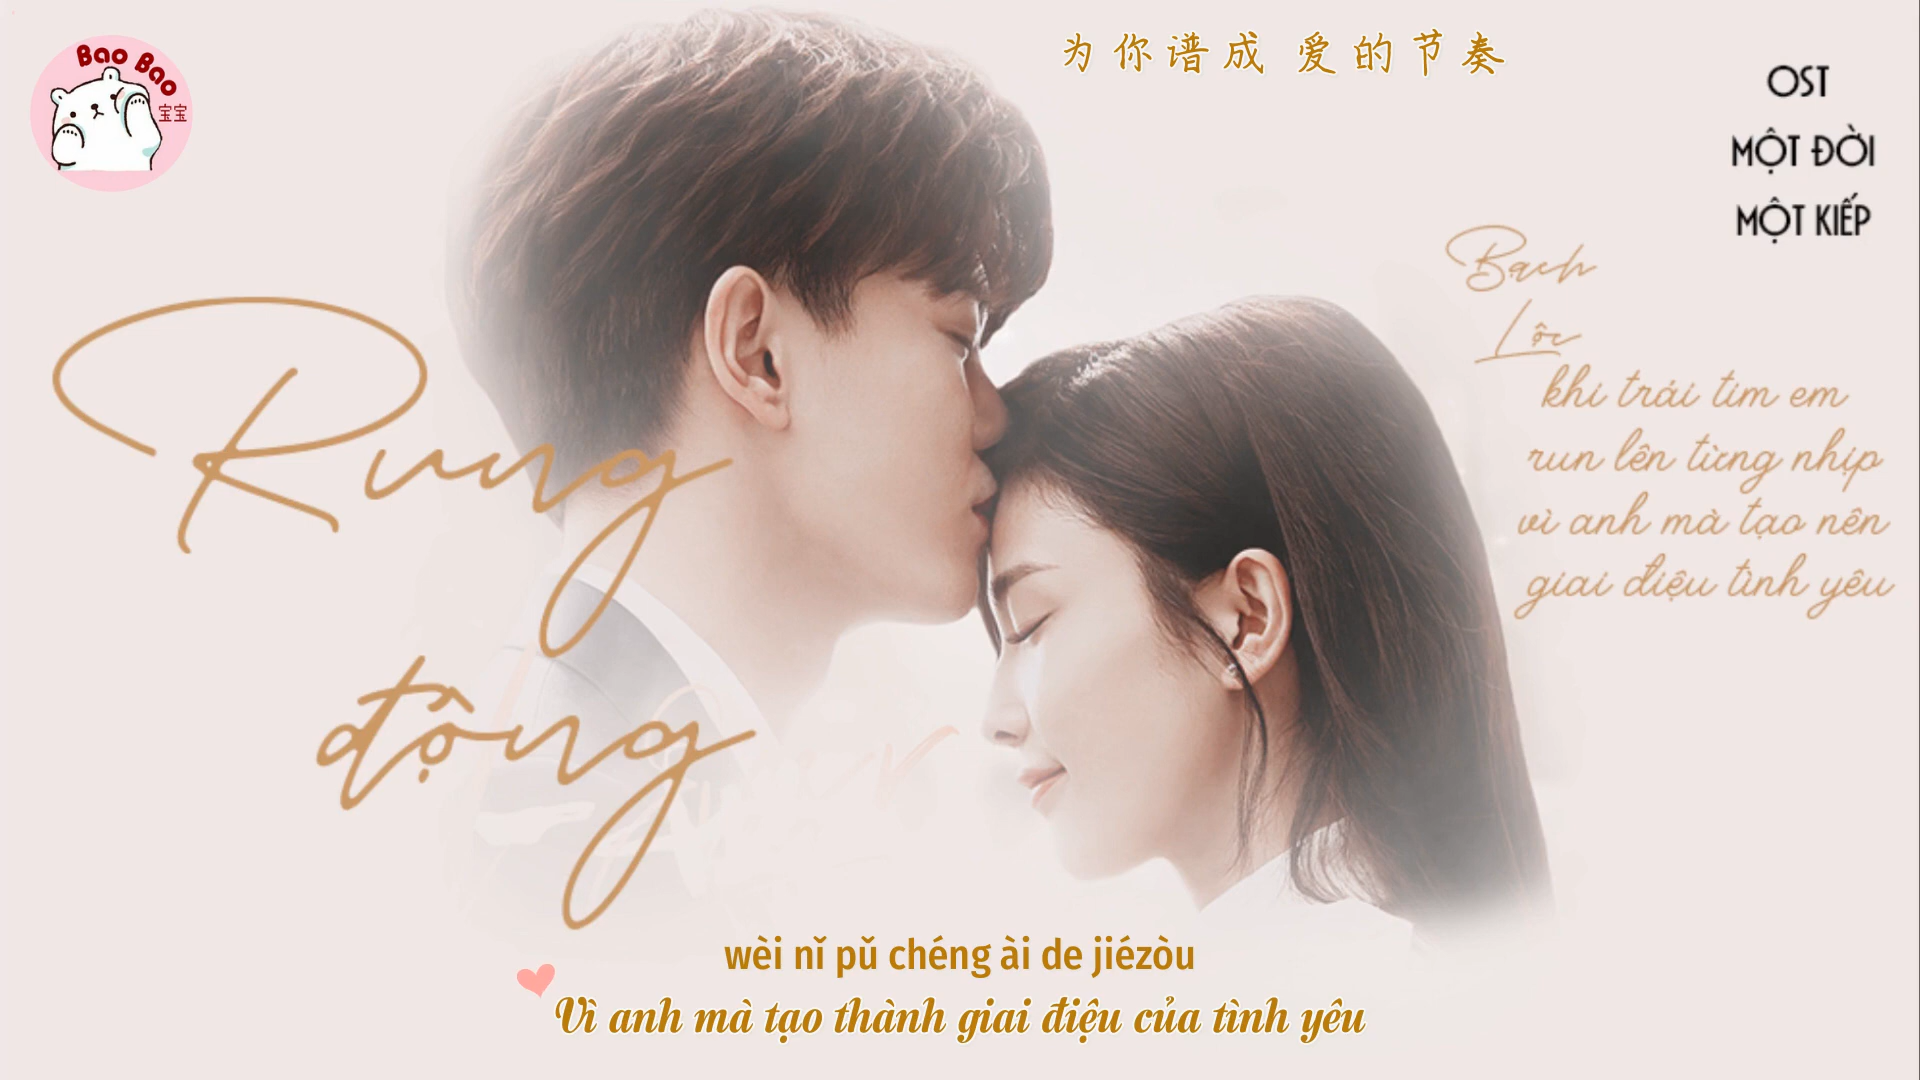 Bao Bao
宝宝
为你谱成 爱的节奏
OST
MỘT ĐỜI
MỘT KIẾP
Bạch
Lộc
khi trái tim em
run lên từng nhịp
vì anh mà tạo nên
giai điệu tình yêu
Rung
động
wèi nǐ pǔ chéng ài de jiézòu
Vì anh mà tạo thành giai điệu của tình yêu